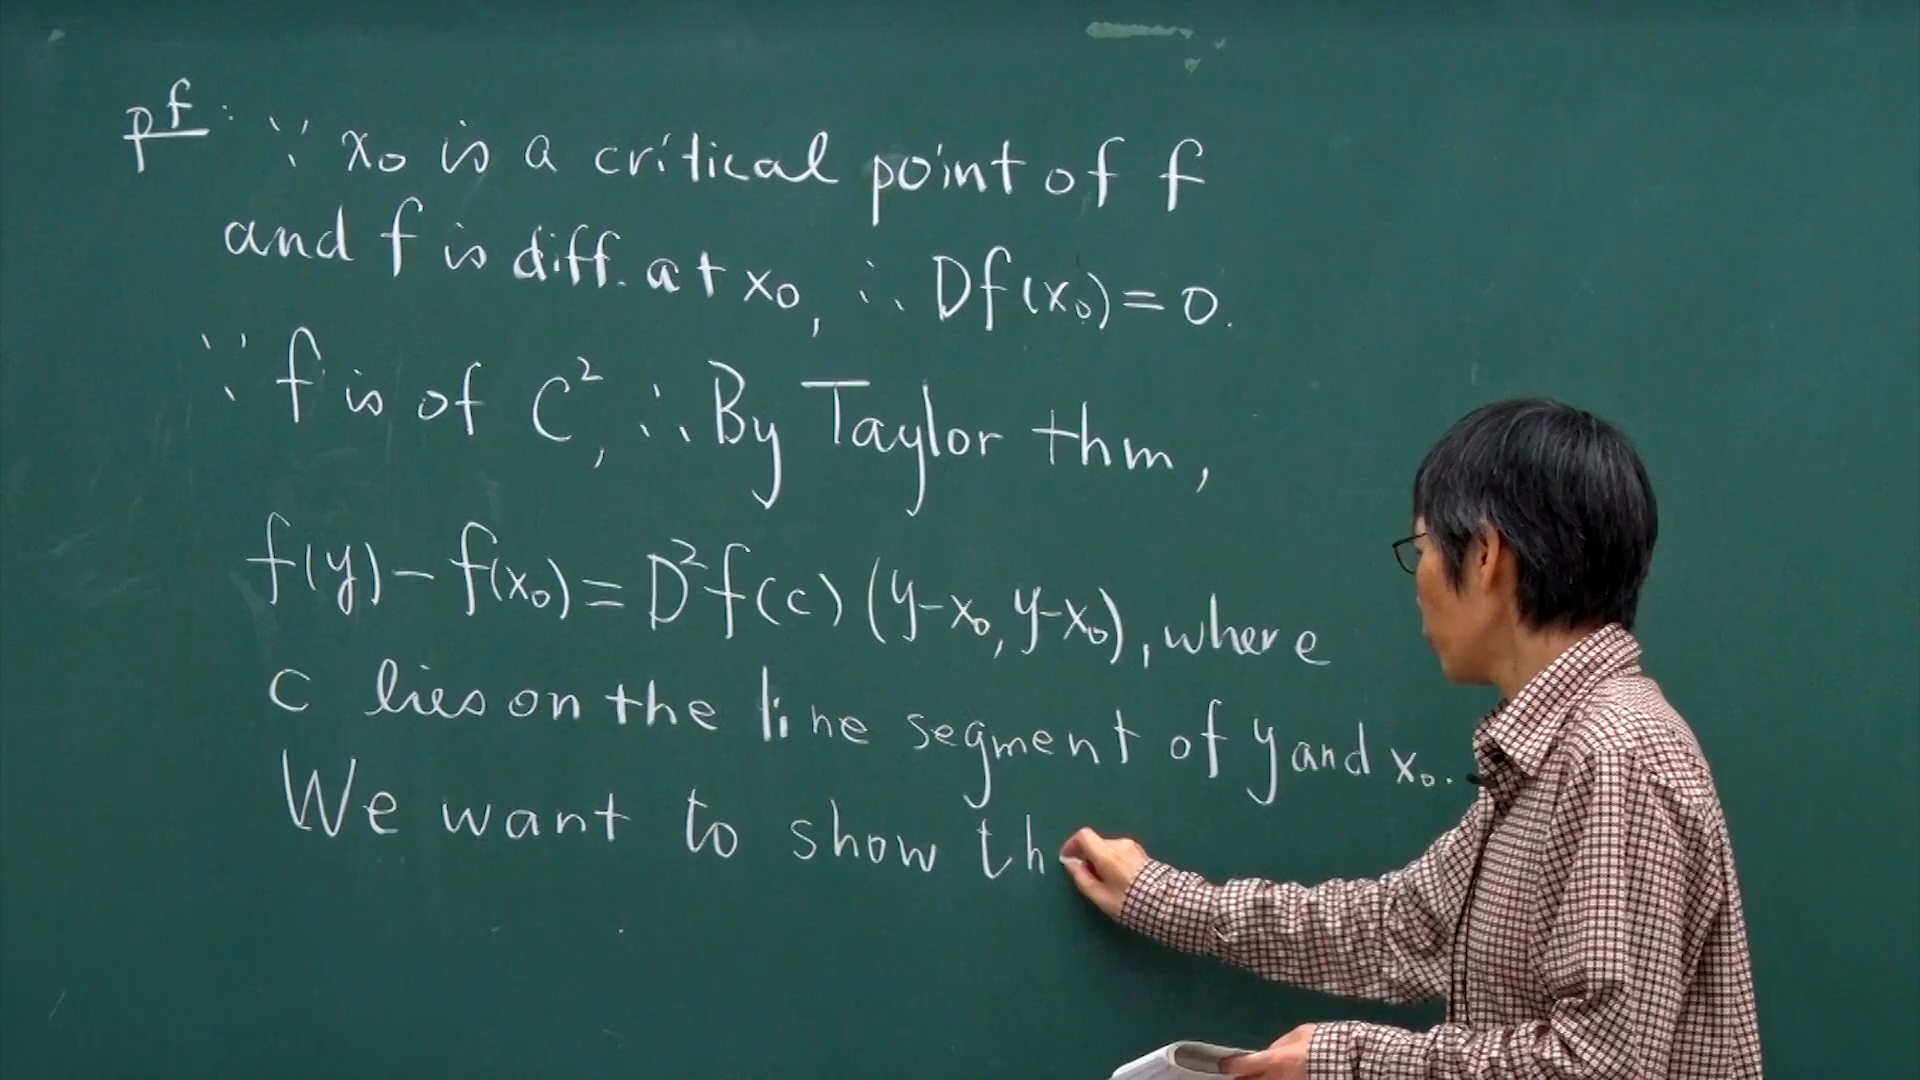 pf: ∵ x₀ is a critical point of f
and f is diff. at x₀, ∴ Df(x₀)=0.
∵ f is of C², ∴ By Taylor thm,
f(y)-f(x₀)=D²f(c)(y-x₀,y-x₀), where
c lies on the line segment of y and x₀.
We want to show th